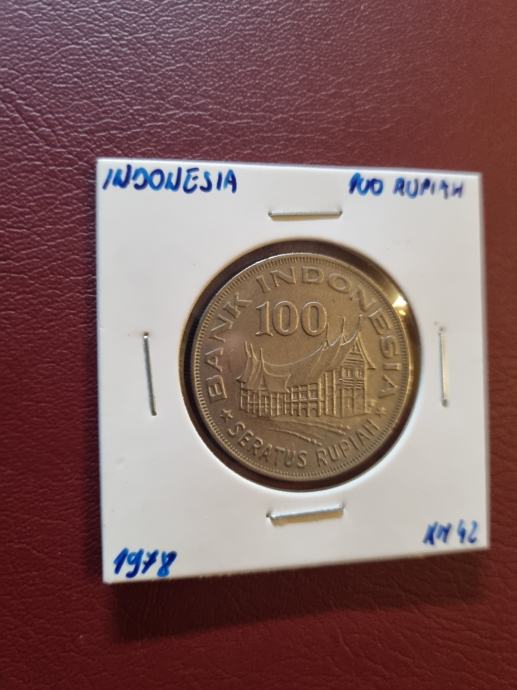 INDONESIA
100 RUPIAH
BANK INDONESIA
100
SERATUS RUPIAH
1978
KM 42